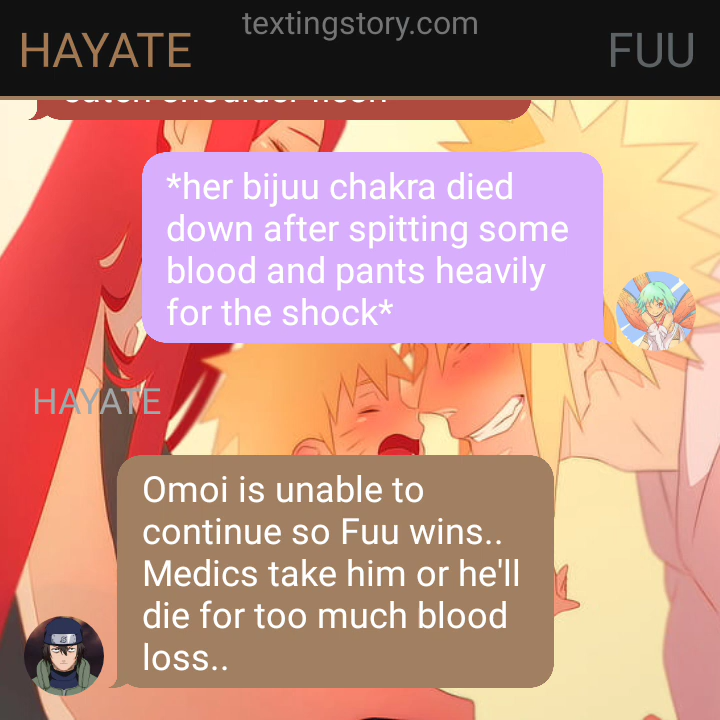 textingstory.com
HAYATE
FUU
*her bijuu chakra died
down after spitting some
blood and pants heavily
for the shock*
HAYATE
Omoi is unable to
continue so Fuu wins..
Medics take him or he'll
die for too much blood
loss..